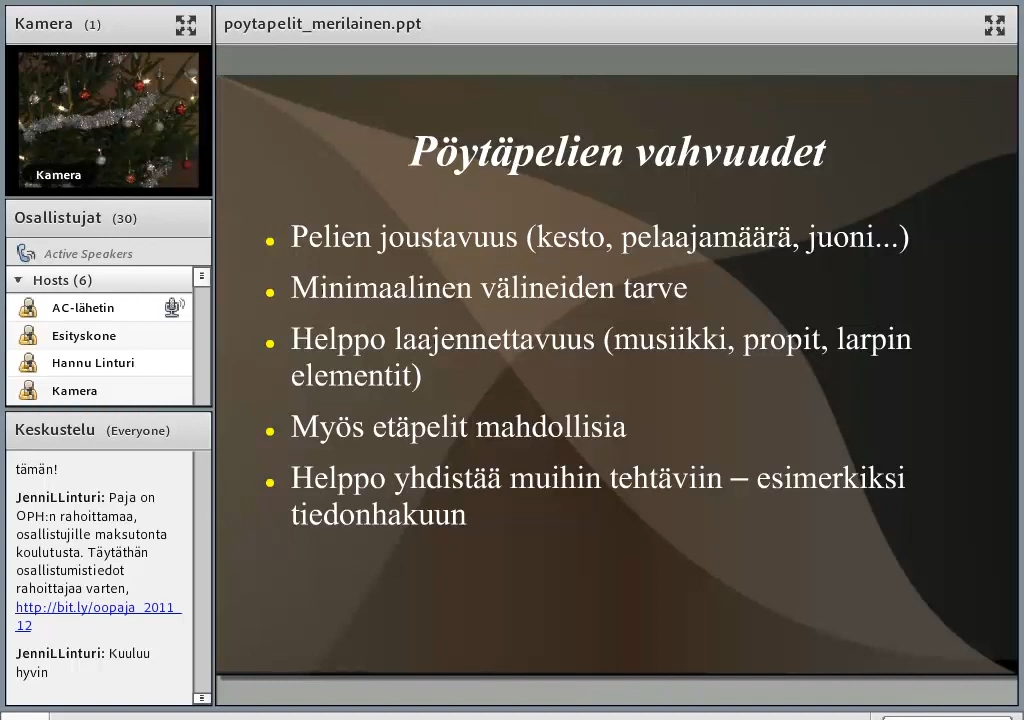 Kamera (1)
Kamera
Osallistujat (30)
Active Speakers
Hosts (6)
AC-lähetin
Esityskone
Hannu Linturi
Kamera
Keskustelu (Everyone)
tämän!
JenniLLinturi: Paja on
OPH:n rahoittamaa,
osallistujille maksutonta
koulutusta. Täytäthän
osallistumistiedot
rahoittajaa varten,
http://bit.ly/oopaja_2011_
12
JenniLLinturi: Kuuluu
hyvin
poytapelit_merilainen.ppt
Pöytäpelien vahvuudet
Pelien joustavuus (kesto, pelaajamäärä, juoni...)
Minimaalinen välineiden tarve
Helppo laajennettavuus (musiikki, propit, larpin
elementit)
Myös etäpelit mahdollisia
Helppo yhdistää muihin tehtäviin – esimerkiksi
tiedonhakuun